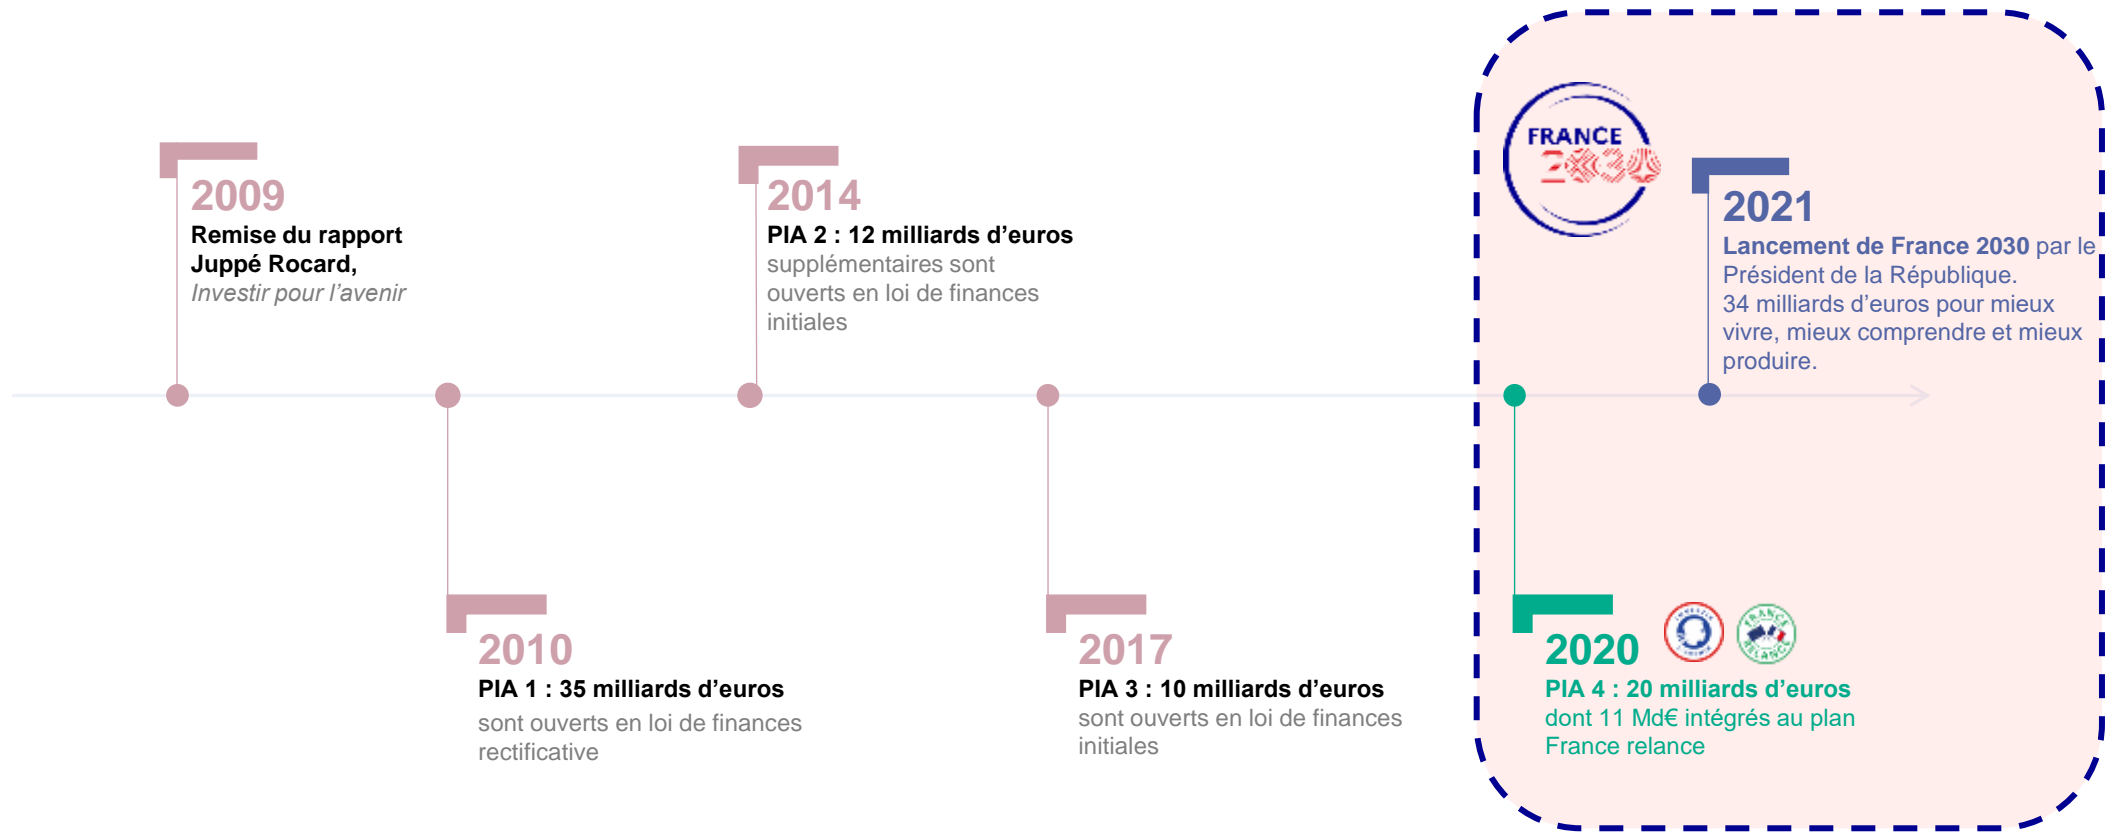 2009
Remise du rapport
Juppé Rocard,
Investir pour l’avenir
2010
PIA 1 : 35 milliards d’euros
sont ouverts en loi de finances
rectificative
2014
PIA 2 : 12 milliards d’euros
supplémentaires sont
ouverts en loi de finances
initiales
2017
PIA 3 : 10 milliards d’euros
sont ouverts en loi de finances
initiales
2020
FRANCE
RELANCE
PIA 4 : 20 milliards d’euros
dont 11 Md€ intégrés au plan
France relance
FRANCE
2030
2021
Lancement de France 2030 par le
Président de la République.
34 milliards d’euros pour mieux
vivre, mieux comprendre et mieux
produire.